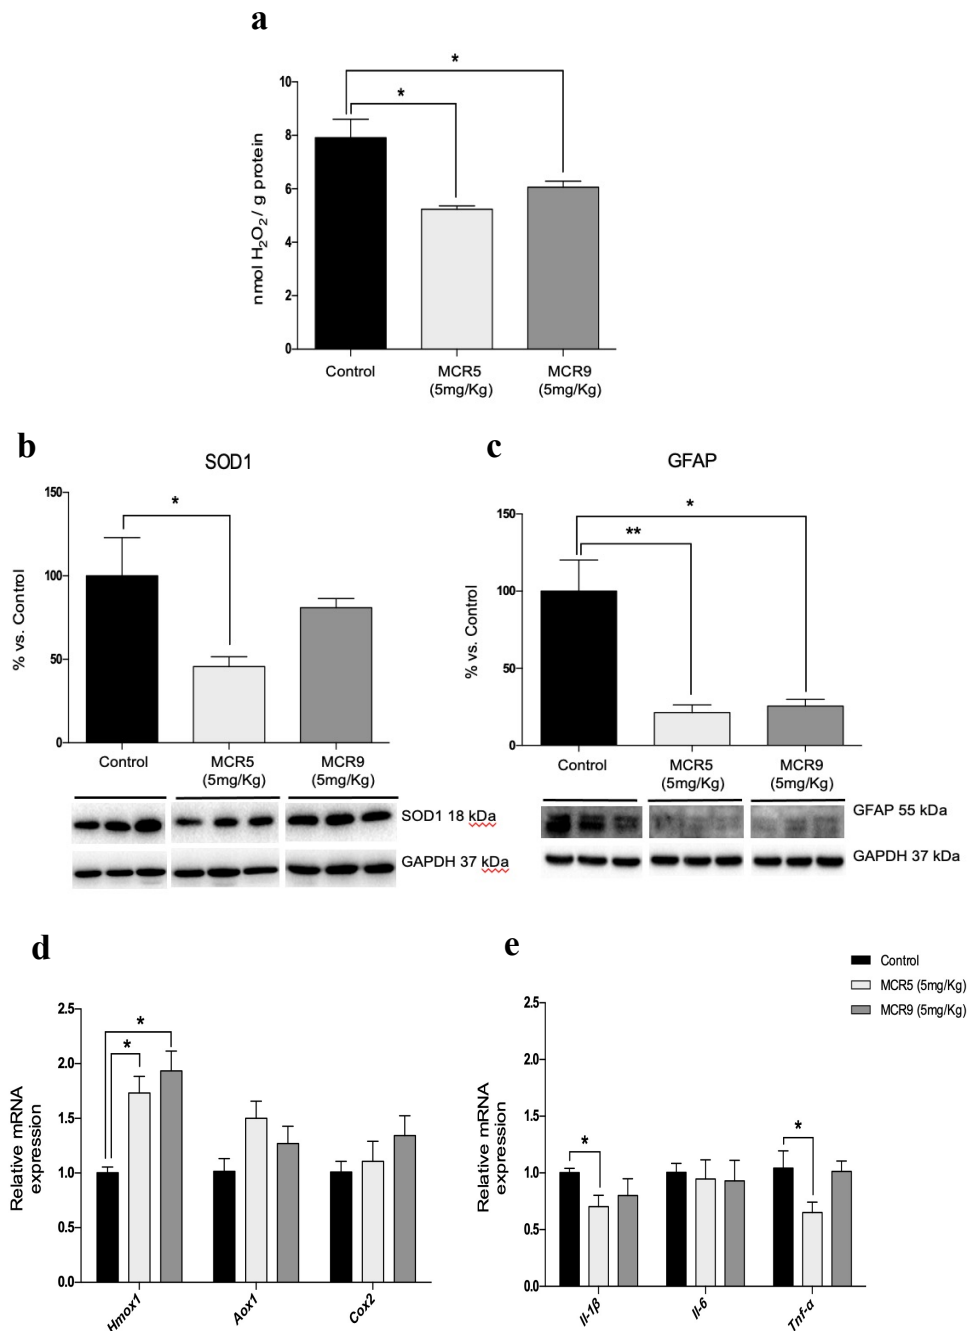 a
*
*
10
8
6
4
2
0
nmol H₂O₂/ g protein
Control
MCR5
(5mg/Kg)
MCR9
(5mg/Kg)
b
SOD1
*
150
100
50
0
% vs. Control
Control
MCR5
(5mg/Kg)
MCR9
(5mg/Kg)
SOD1 18 kDa
GAPDH 37 kDa
c
GFAP
*
**
150
100
50
0
% vs. Control
Control
MCR5
(5mg/Kg)
MCR9
(5mg/Kg)
GFAP 55 kDa
GAPDH 37 kDa
d
2.5
2.0
1.5
1.0
0.5
0.0
Relative mRNA
expression
*
*
Hmox1
Aox1
Cox2
e
Control
MCR5 (5mg/Kg)
MCR9 (5mg/Kg)
2.5
2.0
1.5
1.0
0.5
0.0
Relative mRNA
expression
*
*
Il-1β
Il-6
Tnf-α